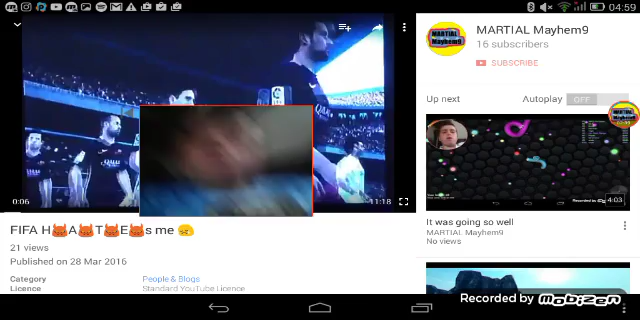 04:59
MARTIAL Mayhem9
16 subscribers
SUBSCRIBE
Up next
Autoplay
OFF
0:06
11:18
4:03
FIFA H😈A😈T😈E😈s me 😠
21 views
Published on 28 Mar 2016
Category People & Blogs
Licence Standard YouTube Licence
It was going so well
MARTIAL Mayhem9
No views
Recorded by mobizen